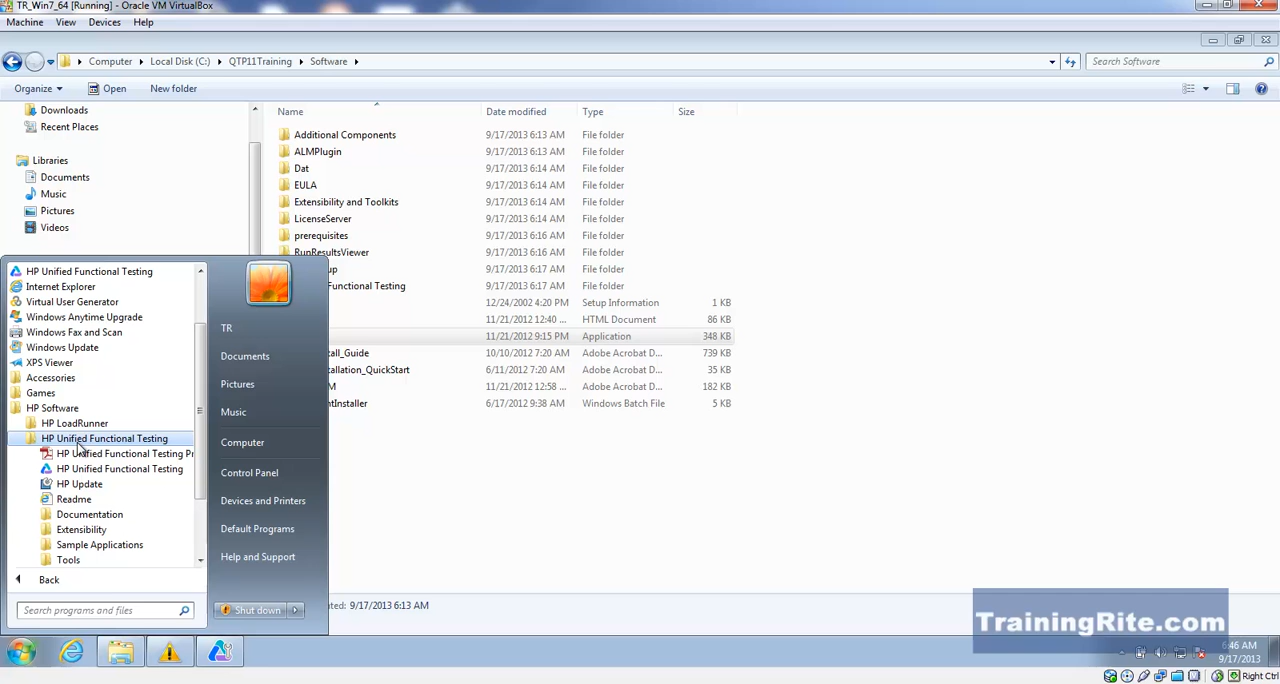 TR_Win7_64 [Running] - Oracle VM VirtualBox
Machine View Devices Help
Computer Local Disk (C:) QTP11Training Software
Search Software
Organize Open New folder
Name Date modified Type Size
Downloads
Recent Places
Libraries
Documents
Music
Pictures
Videos
Additional Components 9/17/2013 6:13 AM File folder
ALMPlugin 9/17/2013 6:13 AM File folder
Dat 9/17/2013 6:14 AM File folder
EULA 9/17/2013 6:14 AM File folder
Extensibility and Toolkits 9/17/2013 6:14 AM File folder
LicenseServer 9/17/2013 6:14 AM File folder
prerequisites 9/17/2013 6:16 AM File folder
RunResultsViewer 9/17/2013 6:16 AM File folder
up 9/17/2013 6:17 AM File folder
Functional Testing 9/17/2013 6:17 AM File folder
12/24/2002 4:20 PM Setup Information 1 KB
11/21/2012 12:40 ... HTML Document 86 KB
11/21/2012 9:15 PM Application 348 KB
tall_Guide 10/10/2012 7:20 AM Adobe Acrobat D... 739 KB
tallation_QuickStart 6/11/2012 7:20 AM Adobe Acrobat D... 35 KB
M 11/21/2012 12:58 ... Adobe Acrobat D... 182 KB
ntInstaller 6/17/2012 9:38 AM Windows Batch File 5 KB
HP Unified Functional Testing
Internet Explorer
Virtual User Generator
Windows Anytime Upgrade
Windows Fax and Scan
Windows Update
XPS Viewer
Accessories
Games
HP Software
HP LoadRunner
HP Unified Functional Testing
HP Unified Functional Testing Pr
HP Unified Functional Testing
HP Update
Readme
Documentation
Extensibility
Sample Applications
Tools
Back
Search programs and files
TR
Documents
Pictures
Music
Computer
Control Panel
Devices and Printers
Default Programs
Help and Support
Shut down
ted: 9/17/2013 6:13 AM
TrainingRite.com
6:46 AM
9/17/2013
Right Ctrl